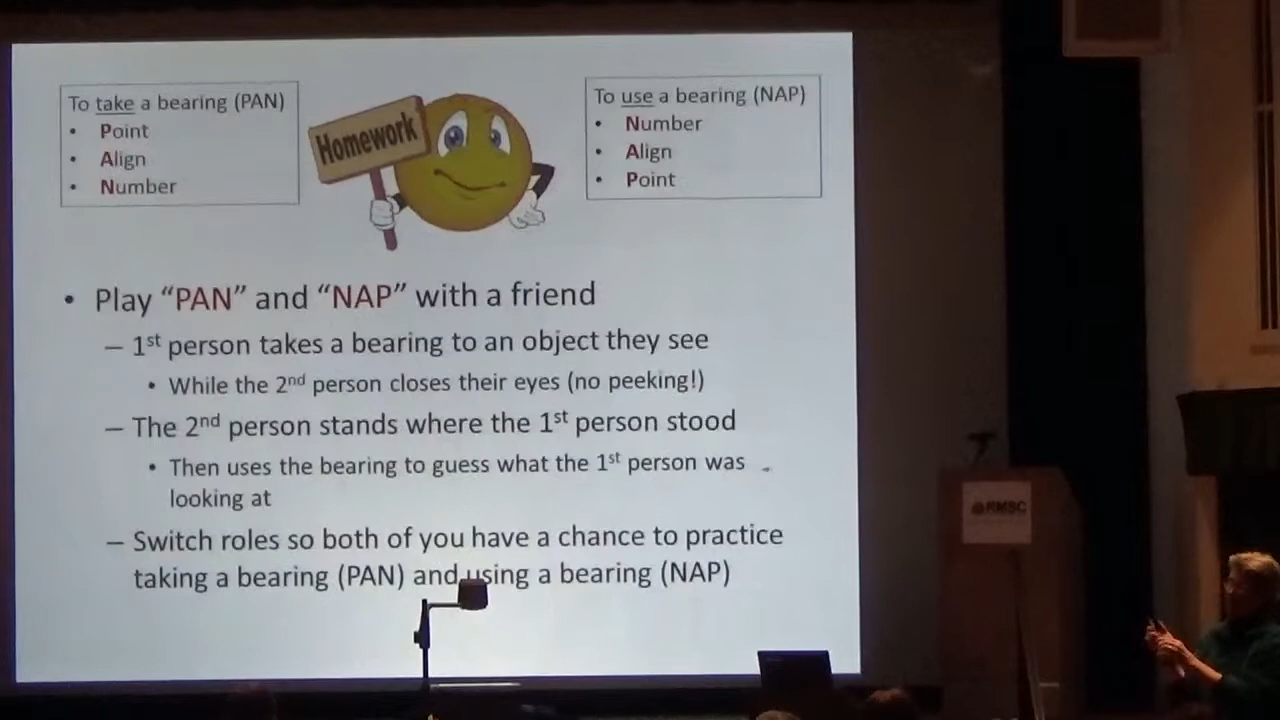 To take a bearing (PAN)
• Point
• Align
• Number
Homework
To use a bearing (NAP)
• Number
• Align
• Point
• Play “PAN” and “NAP” with a friend
– 1st person takes a bearing to an object they see
• While the 2nd person closes their eyes (no peeking!)
– The 2nd person stands where the 1st person stood
• Then uses the bearing to guess what the 1st person was
looking at
– Switch roles so both of you have a chance to practice
taking a bearing (PAN) and using a bearing (NAP)
RMSC